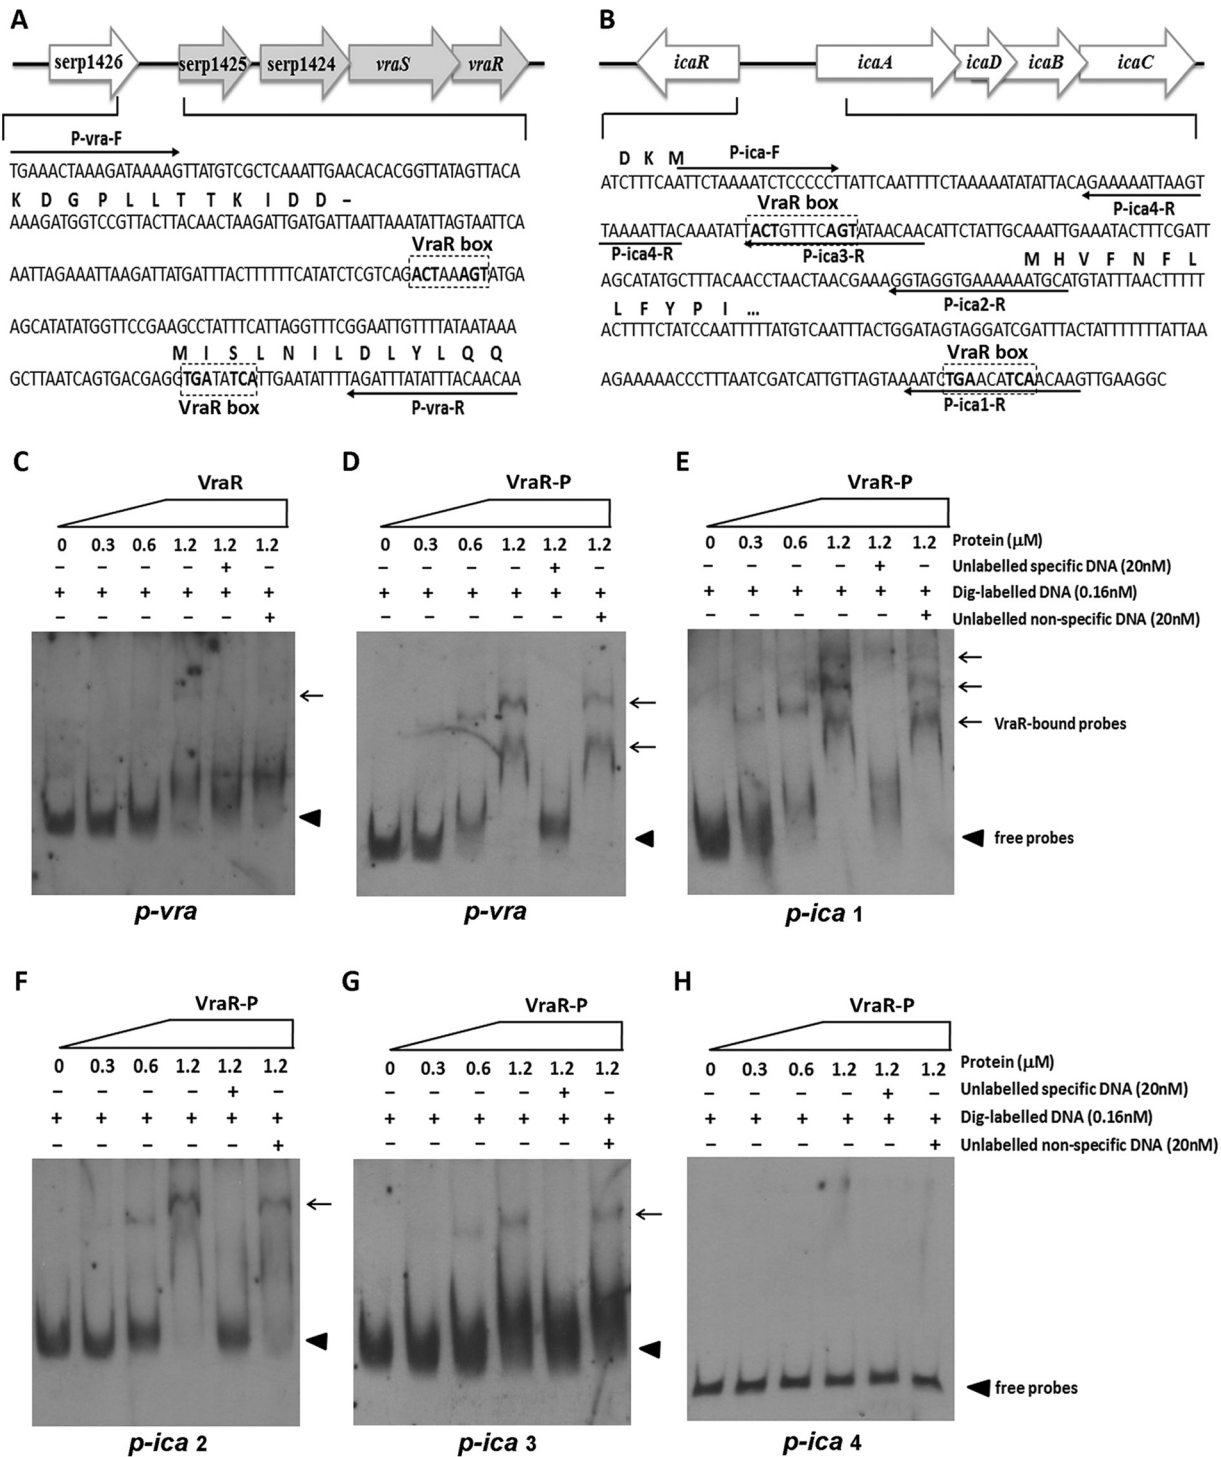 A
serp1426 serp1425 serp1424 vraS vraR
P-vra-F
TGAAACTAAAGATAAAAGTTATGTCGCTCAAATTGAACACACGGTTATAGTTACA
K D G P L L T T K I D D –
AAAGATGGTCCGTTACTTACAACTAAGATTGATGATTAATTAAATATTAGTAATTCA
VraR box
AATTAGAAATTAAGATTATGATTTACTTTTTTCATATCTCGTCAGACTAAAGTATGA
AGCATATATGGTTCCGAAGCCTATTTCATTAGGTTTCGGAATTGTTTTATAATAAA
M I S L N I L D L Y L Q Q
GCTTAATCAGTGACGAGGTGATATCATTGAATATTTTAGATTTATATTTACAACAA
VraR box
P-vra-R
B
icaR icaA icaD icaB icaC
D K M
P-ica-F
ATCTTTCAATTCTAAAATCTCCCCCTTATTCAATTTTCTAAAAATATATTACAGAAAAATTAAGT
VraR box
P-ica4-R
TAAAATTACAAATATTACTGTTTCAGTATAACAACATTCTATTGCAAATTGAAATACTTTCGATT
P-ica4-R
P-ica3-R
M H V F N F L
AGCATATGCTTTACAACCTAACTAACGAAAGGTAGGTGAAAAAATGCATGTATTTAACTTTTT
P-ica2-R
L F Y P I ...
ACTTTTCTATCCAATTTTTATGTCAATTTACTGGATAGTAGGATCGATTTACTATTTTTTTATTAA
VraR box
AGAAAAACCCTTTAATCGATCATTGTTAGTAAAATCTGAACATCAACAAGTTGAAGGC
P-ica1-R
C
VraR
0 0.3 0.6 1.2 1.2 1.2
– – – – + –
+ + + + + +
– – – – – +
p-vra
D
VraR-P
0 0.3 0.6 1.2 1.2 1.2
– – – – + –
+ + + + + +
– – – – – +
p-vra
E
VraR-P
0 0.3 0.6 1.2 1.2 1.2 Protein (μM)
– – – – + – Unlabelled specific DNA (20nM)
+ + + + + + Dig-labelled DNA (0.16nM)
– – – – – + Unlabelled non-specific DNA (20nM)
VraR-bound probes
free probes
p-ica 1
F
VraR-P
0 0.3 0.6 1.2 1.2 1.2
– – – – + –
+ + + + + +
– – – – – +
p-ica 2
G
VraR-P
0 0.3 0.6 1.2 1.2 1.2
– – – – + –
+ + + + + +
– – – – – +
p-ica 3
H
VraR-P
0 0.3 0.6 1.2 1.2 1.2 Protein (μM)
– – – – + – Unlabelled specific DNA (20nM)
+ + + + + + Dig-labelled DNA (0.16nM)
– – – – – + Unlabelled non-specific DNA (20nM)
free probes
p-ica 4